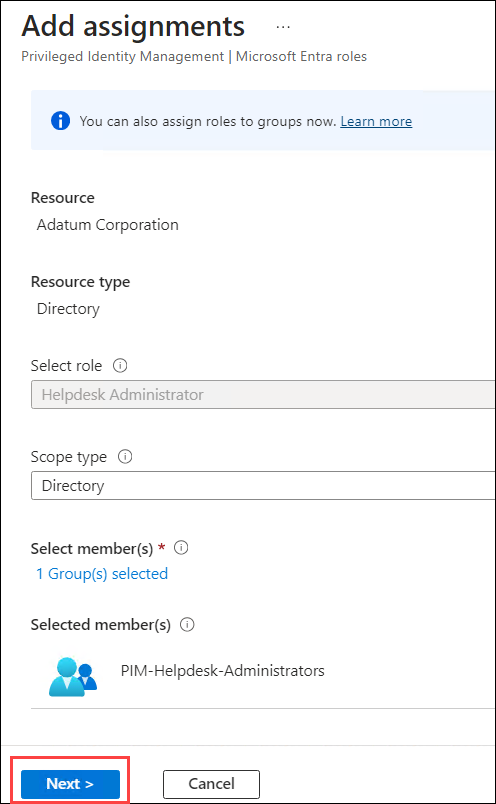 Add assignments ...
Privileged Identity Management | Microsoft Entra roles
You can also assign roles to groups now. Learn more
Resource
Adatum Corporation
Resource type
Directory
Select role
Helpdesk Administrator
Scope type
Directory
Select member(s) *
1 Group(s) selected
Selected member(s)
PIM-Helpdesk-Administrators
Next > Cancel